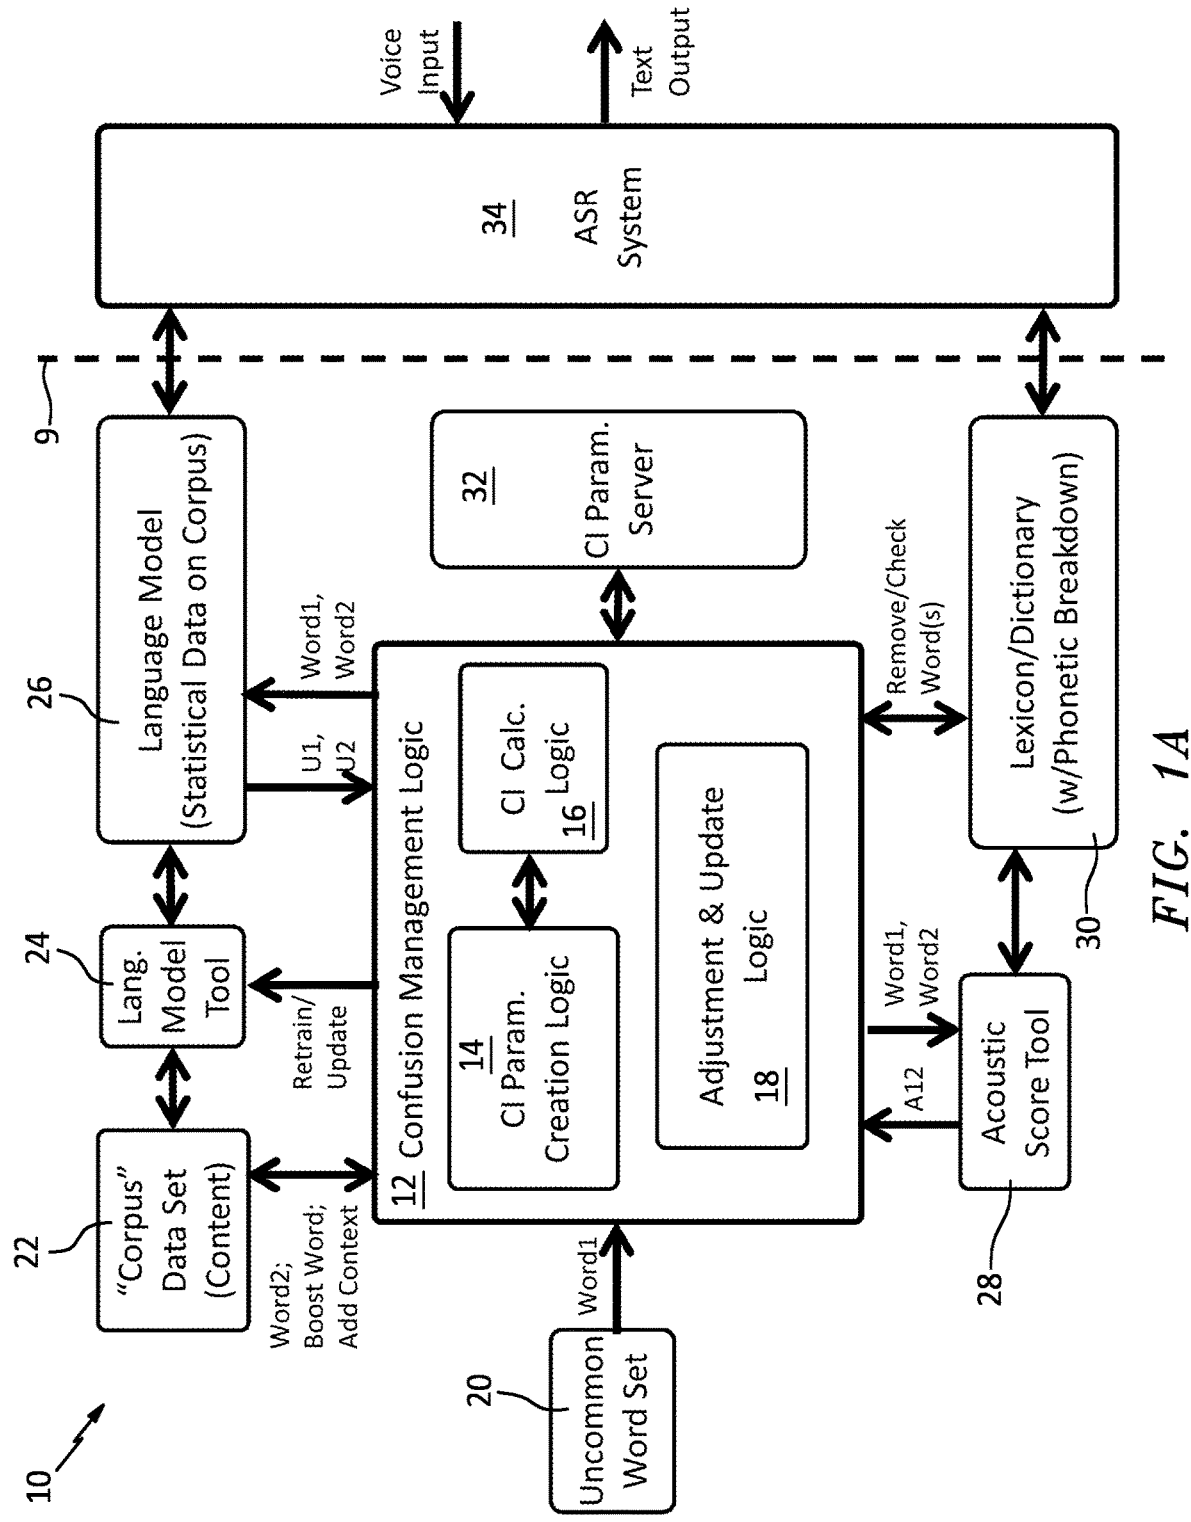 10
22
"Corpus"
Data Set
(Content)
24
Lang.
Model
Tool
26
Language Model
(Statistical Data on Corpus)
9
Word2;
Boost Word;
Add Context
Retrain/
Update
U1,
U2
Word1,
Word2
20
Uncommon
Word Set
Word1
12 Confusion Management Logic
14
CI Param.
Creation Logic
CI Calc.
16 Logic
Adjustment & Update
18 Logic
32
CI Param.
Server
34
ASR
System
Voice
Input
Text
Output
A12
Word1,
Word2
Remove/Check
Word(s)
28
Acoustic
Score Tool
30
Lexicon/Dictionary
(w/Phonetic Breakdown)
FIG. 1A